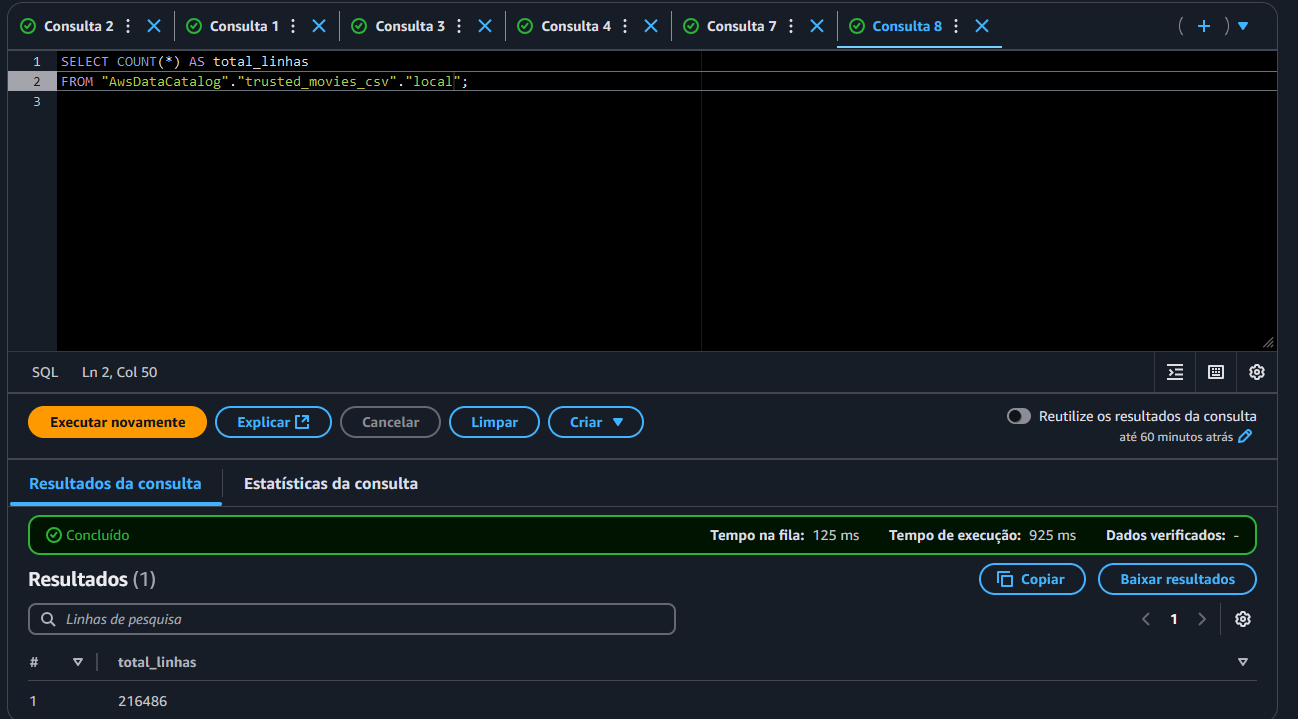 Consulta 2 Consulta 1 Consulta 3 Consulta 4 Consulta 7 Consulta 8
1 SELECT COUNT(*) AS total_linhas
2 FROM "AwsDataCatalog"."trusted_movies_csv"."local";
3
SQL Ln 2, Col 50
Executar novamente Explicar Cancelar Limpar Criar Reutilize os resultados da consulta
até 60 minutos atrás
Resultados da consulta Estatísticas da consulta
Concluído Tempo na fila: 125 ms Tempo de execução: 925 ms Dados verificados: -
Resultados (1) Copiar Baixar resultados
Linhas de pesquisa 1
# total_linhas
1 216486